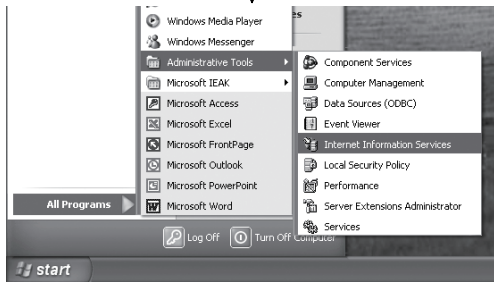 es
Windows Media Player
Windows Messenger
Administrative Tools
Microsoft IEAK
Microsoft Access
Microsoft Excel
Microsoft FrontPage
Microsoft Outlook
Microsoft PowerPoint
Microsoft Word
Component Services
Computer Management
Data Sources (ODBC)
Event Viewer
Internet Information Services
Local Security Policy
Performance
Server Extensions Administrator
Services
All Programs
Log Off
Turn Off Computer
start